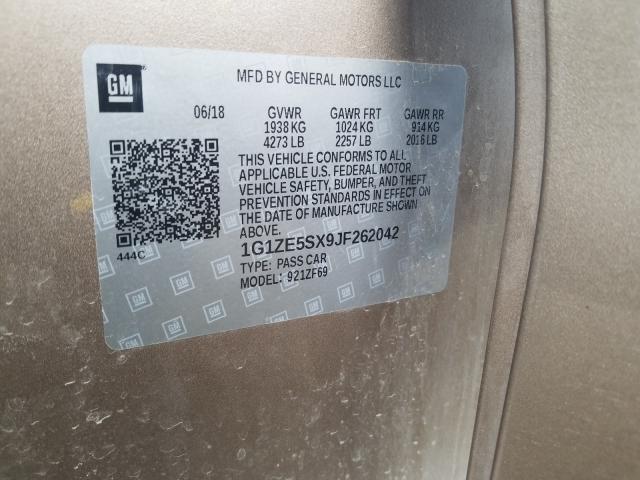 GM
MFD BY GENERAL MOTORS LLC
06/18 GVWR GAWR FRT GAWR RR
1938 KG 1024 KG 914 KG
4273 LB 2257 LB 2016 LB
THIS VEHICLE CONFORMS TO ALL
APPLICABLE U.S. FEDERAL MOTOR
VEHICLE SAFETY, BUMPER, AND THEFT
PREVENTION STANDARDS IN EFFECT ON
THE DATE OF MANUFACTURE SHOWN
ABOVE.
444C
1G1ZE5SX9JF262042
TYPE: PASS CAR
MODEL: 921ZF69